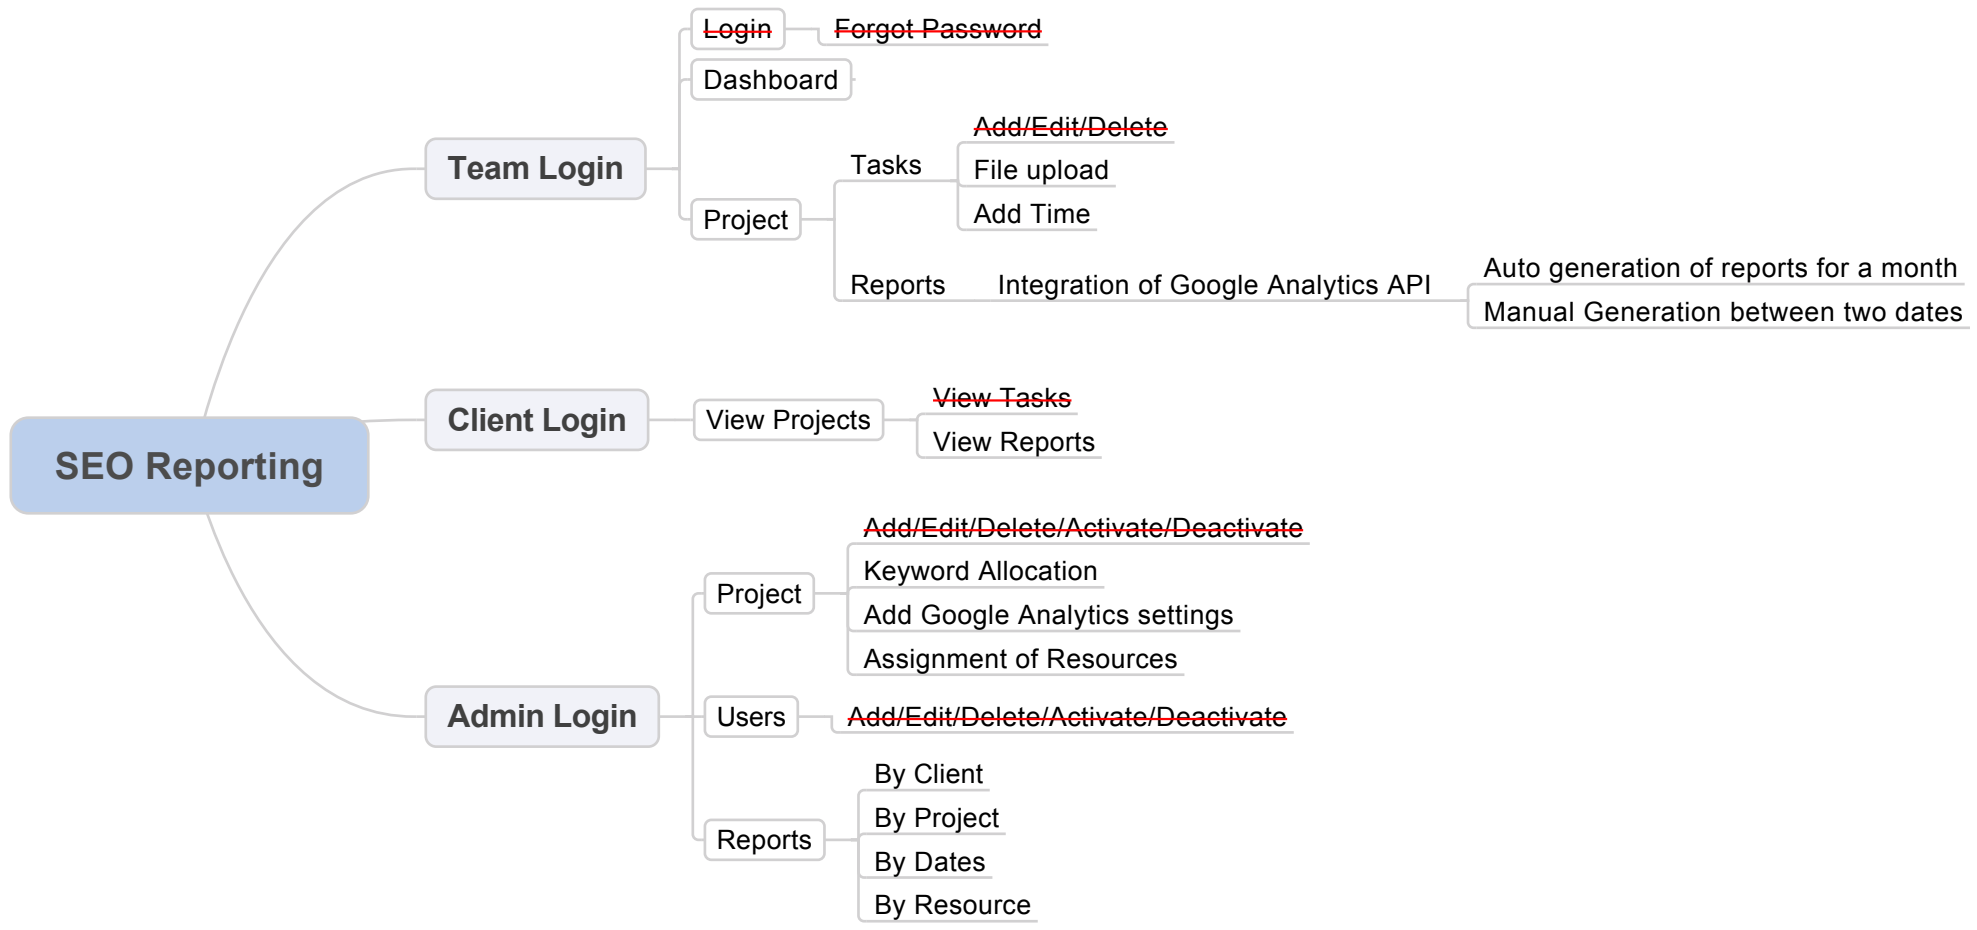 SEO Reporting
Team Login
Login
Forgot Password
Dashboard
Project
Tasks
Add/Edit/Delete
File upload
Add Time
Reports
Integration of Google Analytics API
Auto generation of reports for a month
Manual Generation between two dates
Client Login
View Projects
View Tasks
View Reports
Admin Login
Project
Add/Edit/Delete/Activate/Deactivate
Keyword Allocation
Add Google Analytics settings
Assignment of Resources
Users
Add/Edit/Delete/Activate/Deactivate
Reports
By Client
By Project
By Dates
By Resource